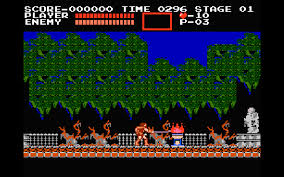 SCORE-000000 TIME 0296 STAGE 01
PLAYER -10
ENEMY P-03